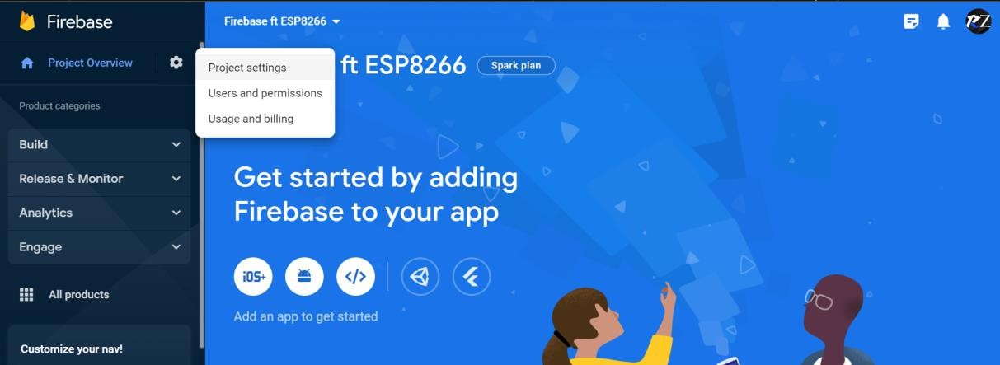 Firebase
Firebase ft ESP8266
Project Overview
Project settings
Users and permissions
Usage and billing
ft ESP8266
Spark plan
Product categories
Build
Release & Monitor
Analytics
Engage
All products
Customize your nav!
Get started by adding
Firebase to your app
iOS+
Add an app to get started
RZ